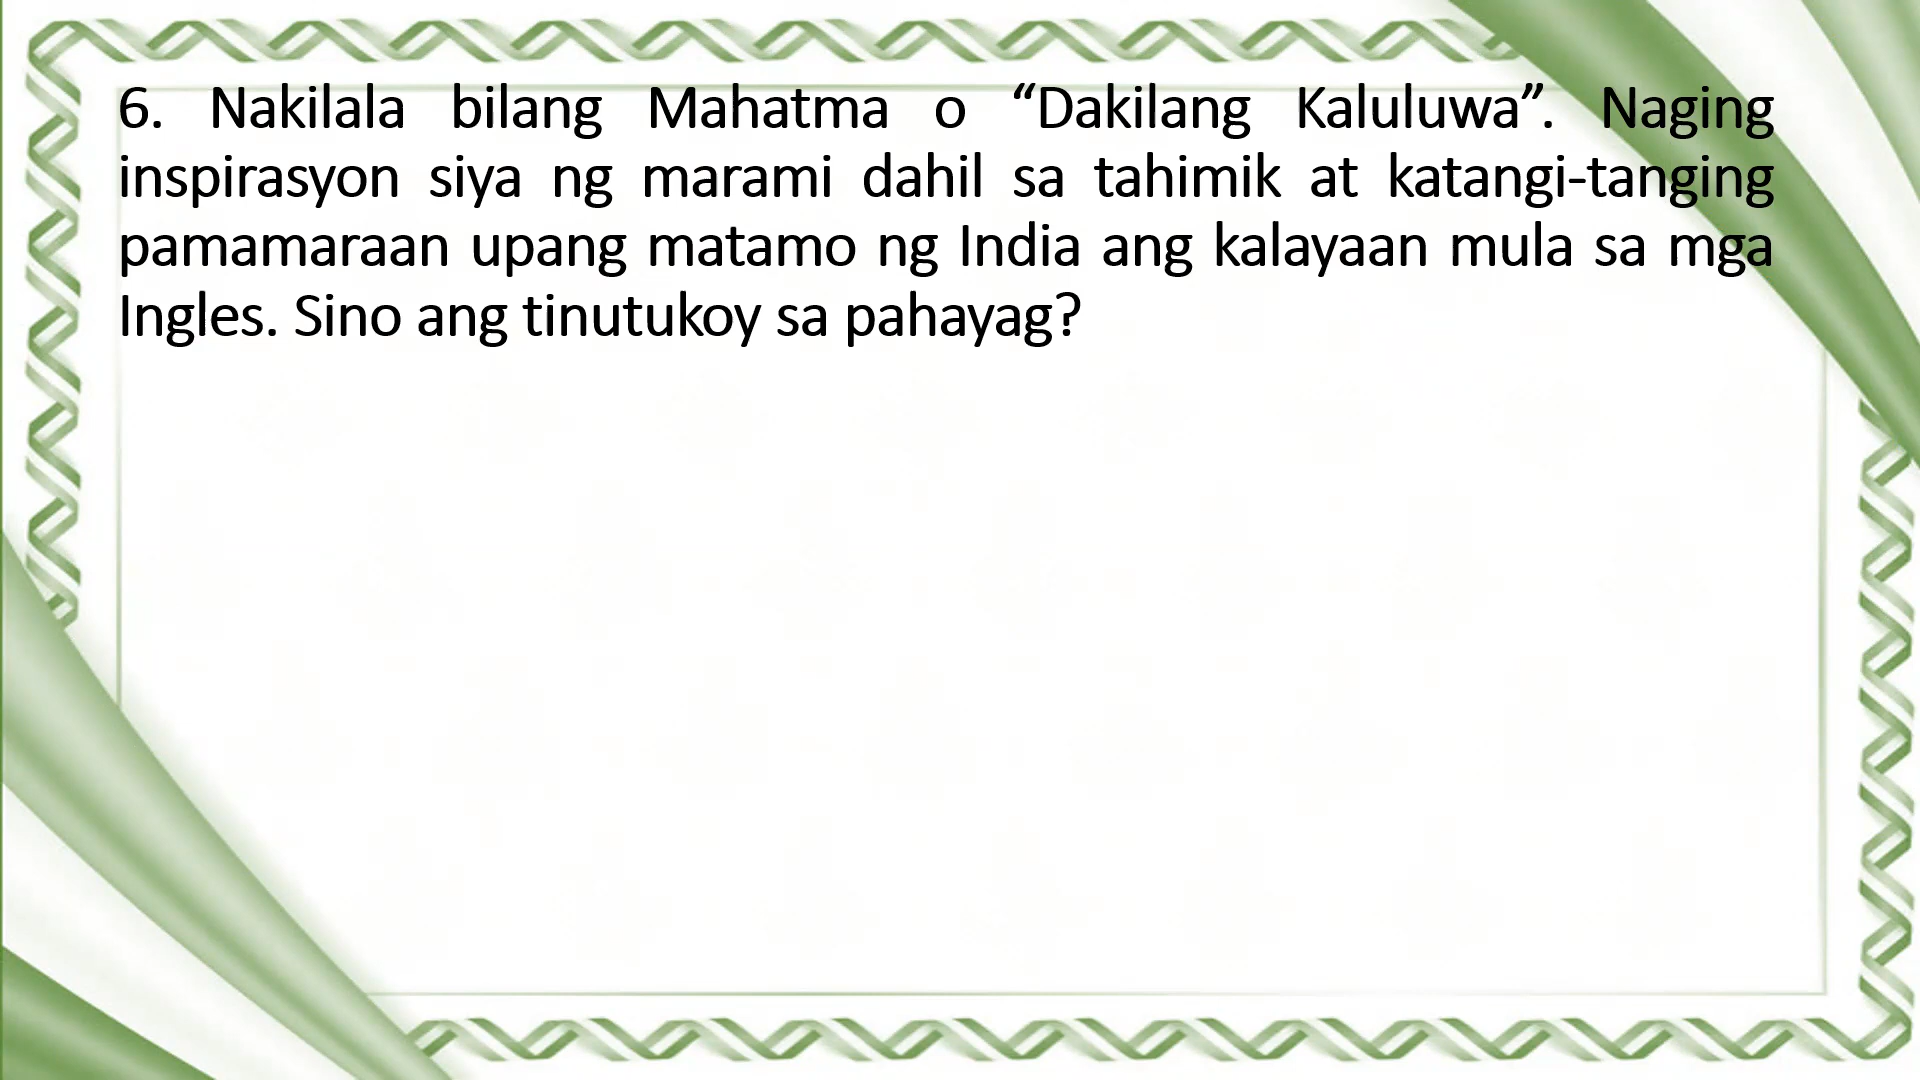 6. Nakilala bilang Mahatma o “Dakilang Kaluluwa”. Naging
inspirasyon siya ng marami dahil sa tahimik at katangi-tanging
pamamaraan upang matamo ng India ang kalayaan mula sa mga
Ingles. Sino ang tinutukoy sa pahayag?